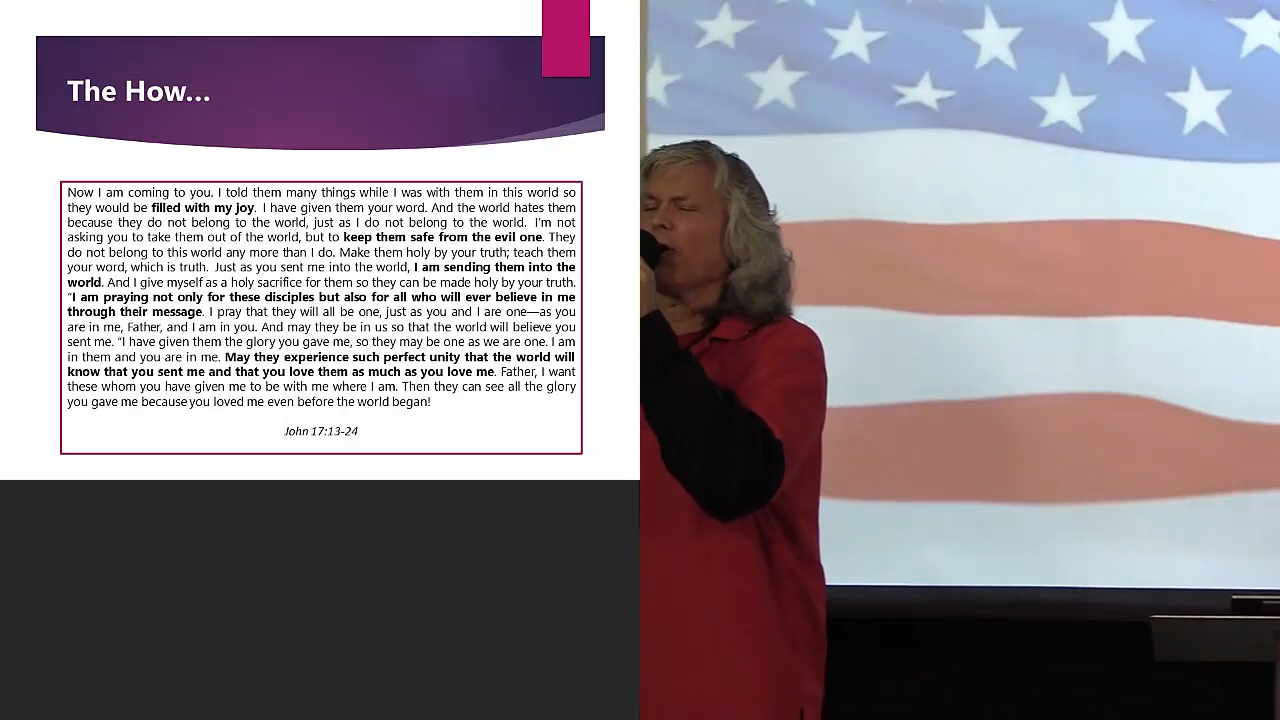 The How...
Now I am coming to you. I told them many things while I was with them in this world so
they would be filled with my joy. I have given them your word. And the world hates them
because they do not belong to the world, just as I do not belong to the world. I'm not
asking you to take them out of the world, but to keep them safe from the evil one. They
do not belong to this world any more than I do. Make them holy by your truth; teach them
your word, which is truth. Just as you sent me into the world, I am sending them into the
world. And I give myself as a holy sacrifice for them so they can be made holy by your truth.
"I am praying not only for these disciples but also for all who will ever believe in me
through their message. I pray that they will all be one, just as you and I are one—as you
are in me, Father, and I am in you. And may they be in us so that the world will believe you
sent me. "I have given them the glory you gave me, so they may be one as we are one. I am
in them and you are in me. May they experience such perfect unity that the world will
know that you sent me and that you love them as much as you love me. Father, I want
these whom you have given me to be with me where I am. Then they can see all the glory
you gave me because you loved me even before the world began!
John 17:13-24